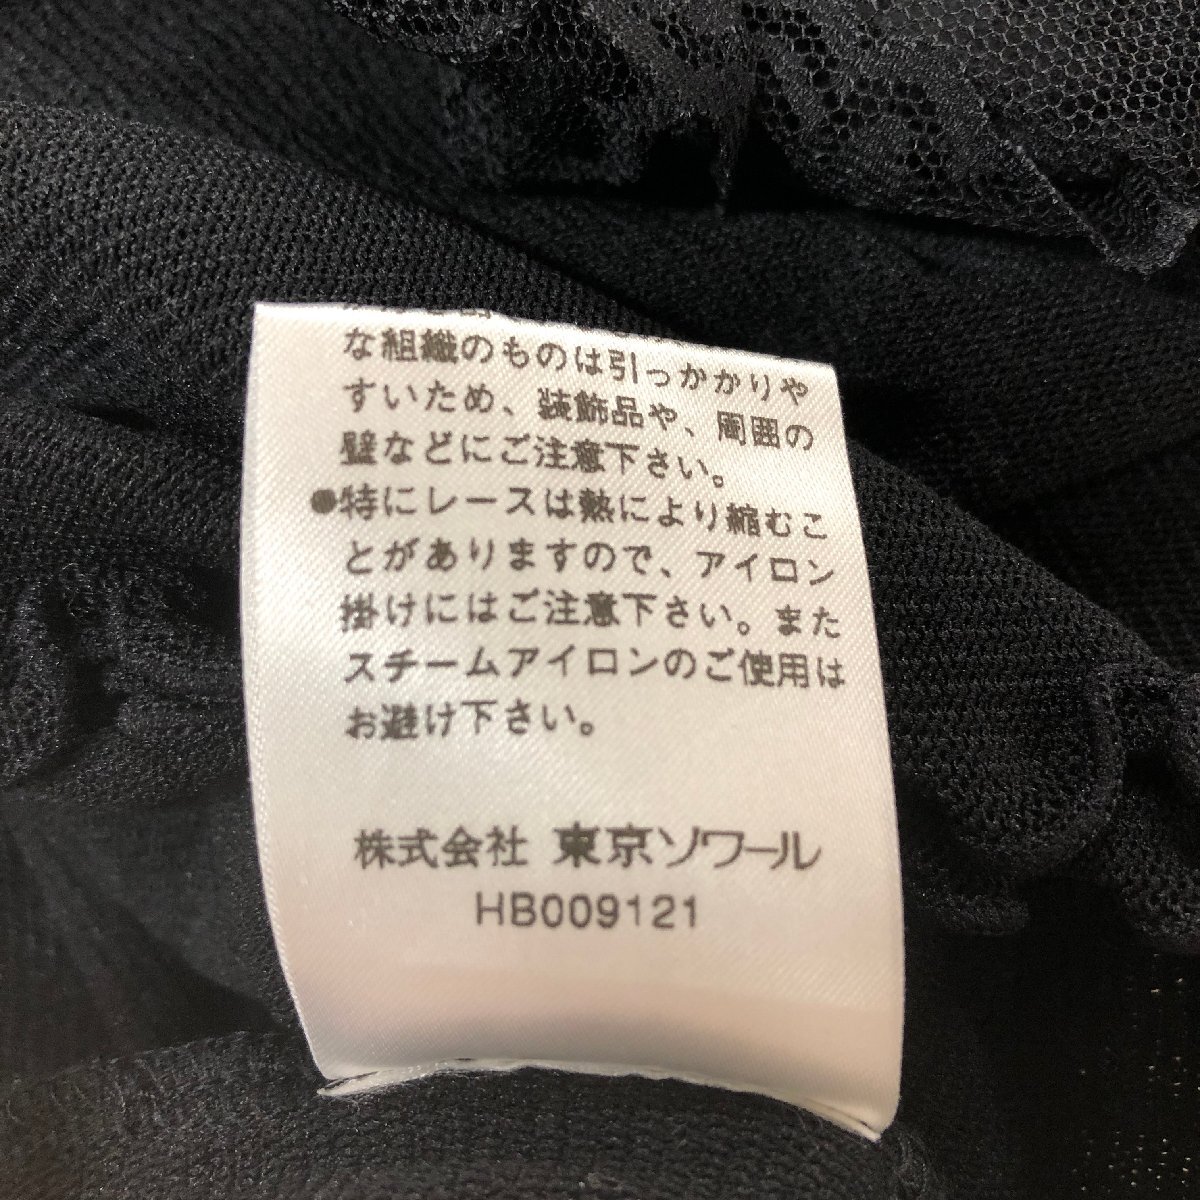 な組織のものは引っかかりや
すいため、装飾品や、周囲の
壁などにご注意下さい。
●特にレースは熱により縮むこ
とがありますので、アイロン
掛けにはご注意下さい。また
スチームアイロンのご使用は
お避け下さい。
株式会社 東京ソワール
HB009121